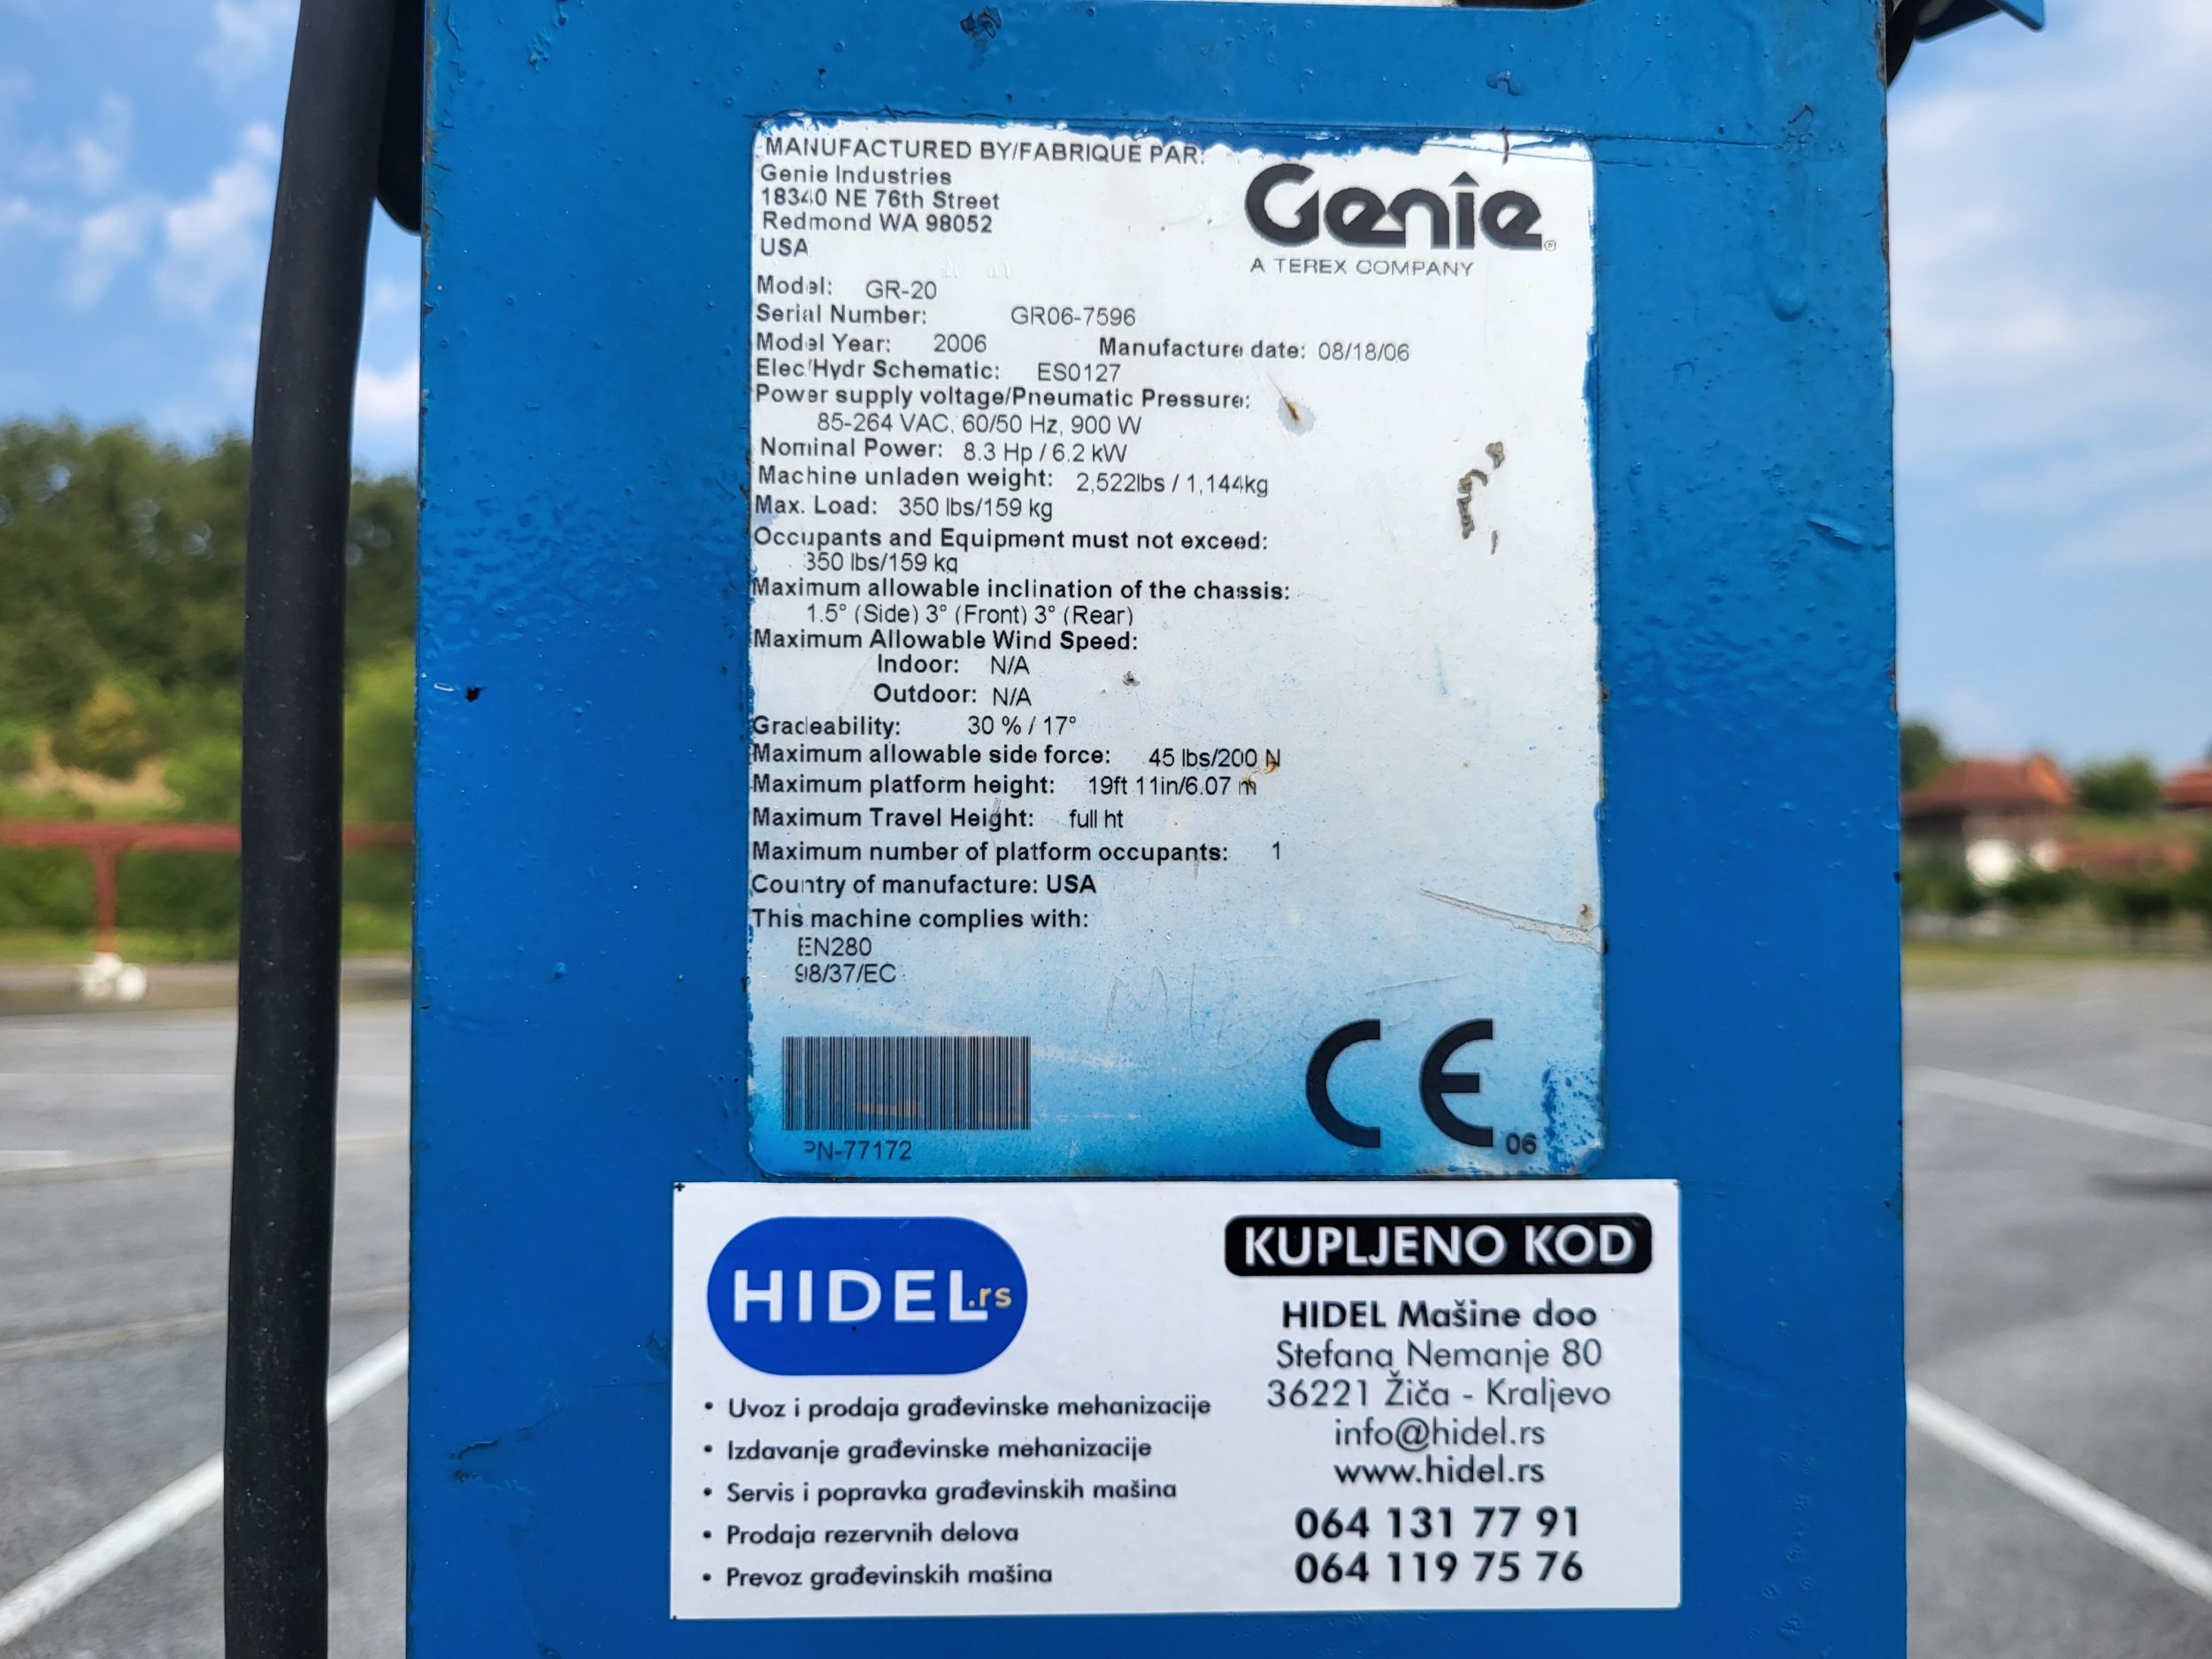 MANUFACTURED BY/FABRIQUÉ PAR:
Genie Industries
18340 NE 76th Street
Redmond WA 98052
USA
Genie®
A TEREX COMPANY
Model: GR-20
Serial Number: GR06-7596
Model Year: 2006 Manufacture date: 08/18/06
Elec/Hydr Schematic: ES0127
Power supply voltage/Pneumatic Pressure:
85-264 VAC, 60/50 Hz, 900 W
Nominal Power: 8.3 Hp / 6.2 kW
Machine unladen weight: 2,522lbs / 1,144kg
Max. Load: 350 lbs/159 kg
Occupants and Equipment must not exceed:
350 lbs/159 kg
Maximum allowable inclination of the chassis:
1.5° (Side) 3° (Front) 3° (Rear)
Maximum Allowable Wind Speed:
Indoor: N/A
Outdoor: N/A
Gradeability: 30 % / 17°
Maximum allowable side force: 45 lbs/200 N
Maximum platform height: 19ft 11in/6.07 m
Maximum Travel Height: full ht
Maximum number of platform occupants: 1
Country of manufacture: USA
This machine complies with:
EN280
98/37/EC
PN-77172
CE 06
HIDEL.rs
• Uvoz i prodaja građevinske mehanizacije
• Izdavanje građevinske mehanizacije
• Servis i popravka građevinskih mašina
• Prodaja rezervnih delova
• Prevoz građevinskih mašina
KUPLJENO KOD
HIDEL Mašine doo
Stefana Nemanje 80
36221 Žiča - Kraljevo
info@hidel.rs
www.hidel.rs
064 131 77 91
064 119 75 76